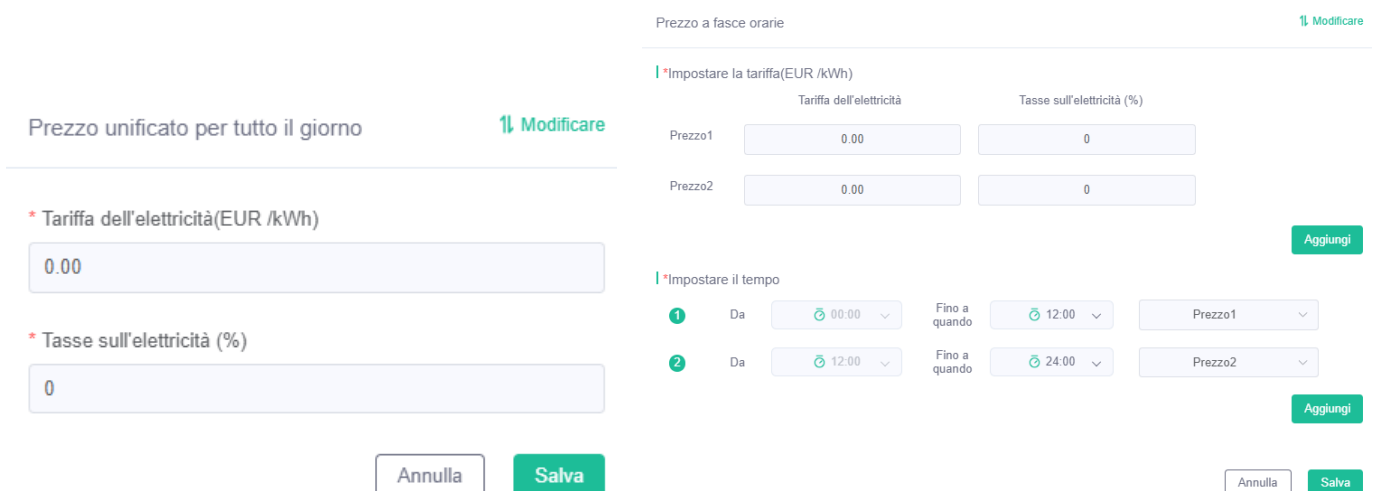 Prezzo unificato per tutto il giorno
Modificare
* Tariffa dell'elettricità(EUR /kWh)
0.00
* Tasse sull'elettricità (%)
0
Annulla
Salva
Prezzo a fasce orarie
Modificare
*Impostare la tariffa(EUR /kWh)
Tariffa dell'elettricità
Tasse sull'elettricità (%)
Prezzo1
0.00
0
Prezzo2
0.00
0
Aggiungi
*Impostare il tempo
1
Da
00:00
Fino a
quando
12:00
Prezzo1
2
Da
12:00
Fino a
quando
24:00
Prezzo2
Aggiungi
Annulla
Salva